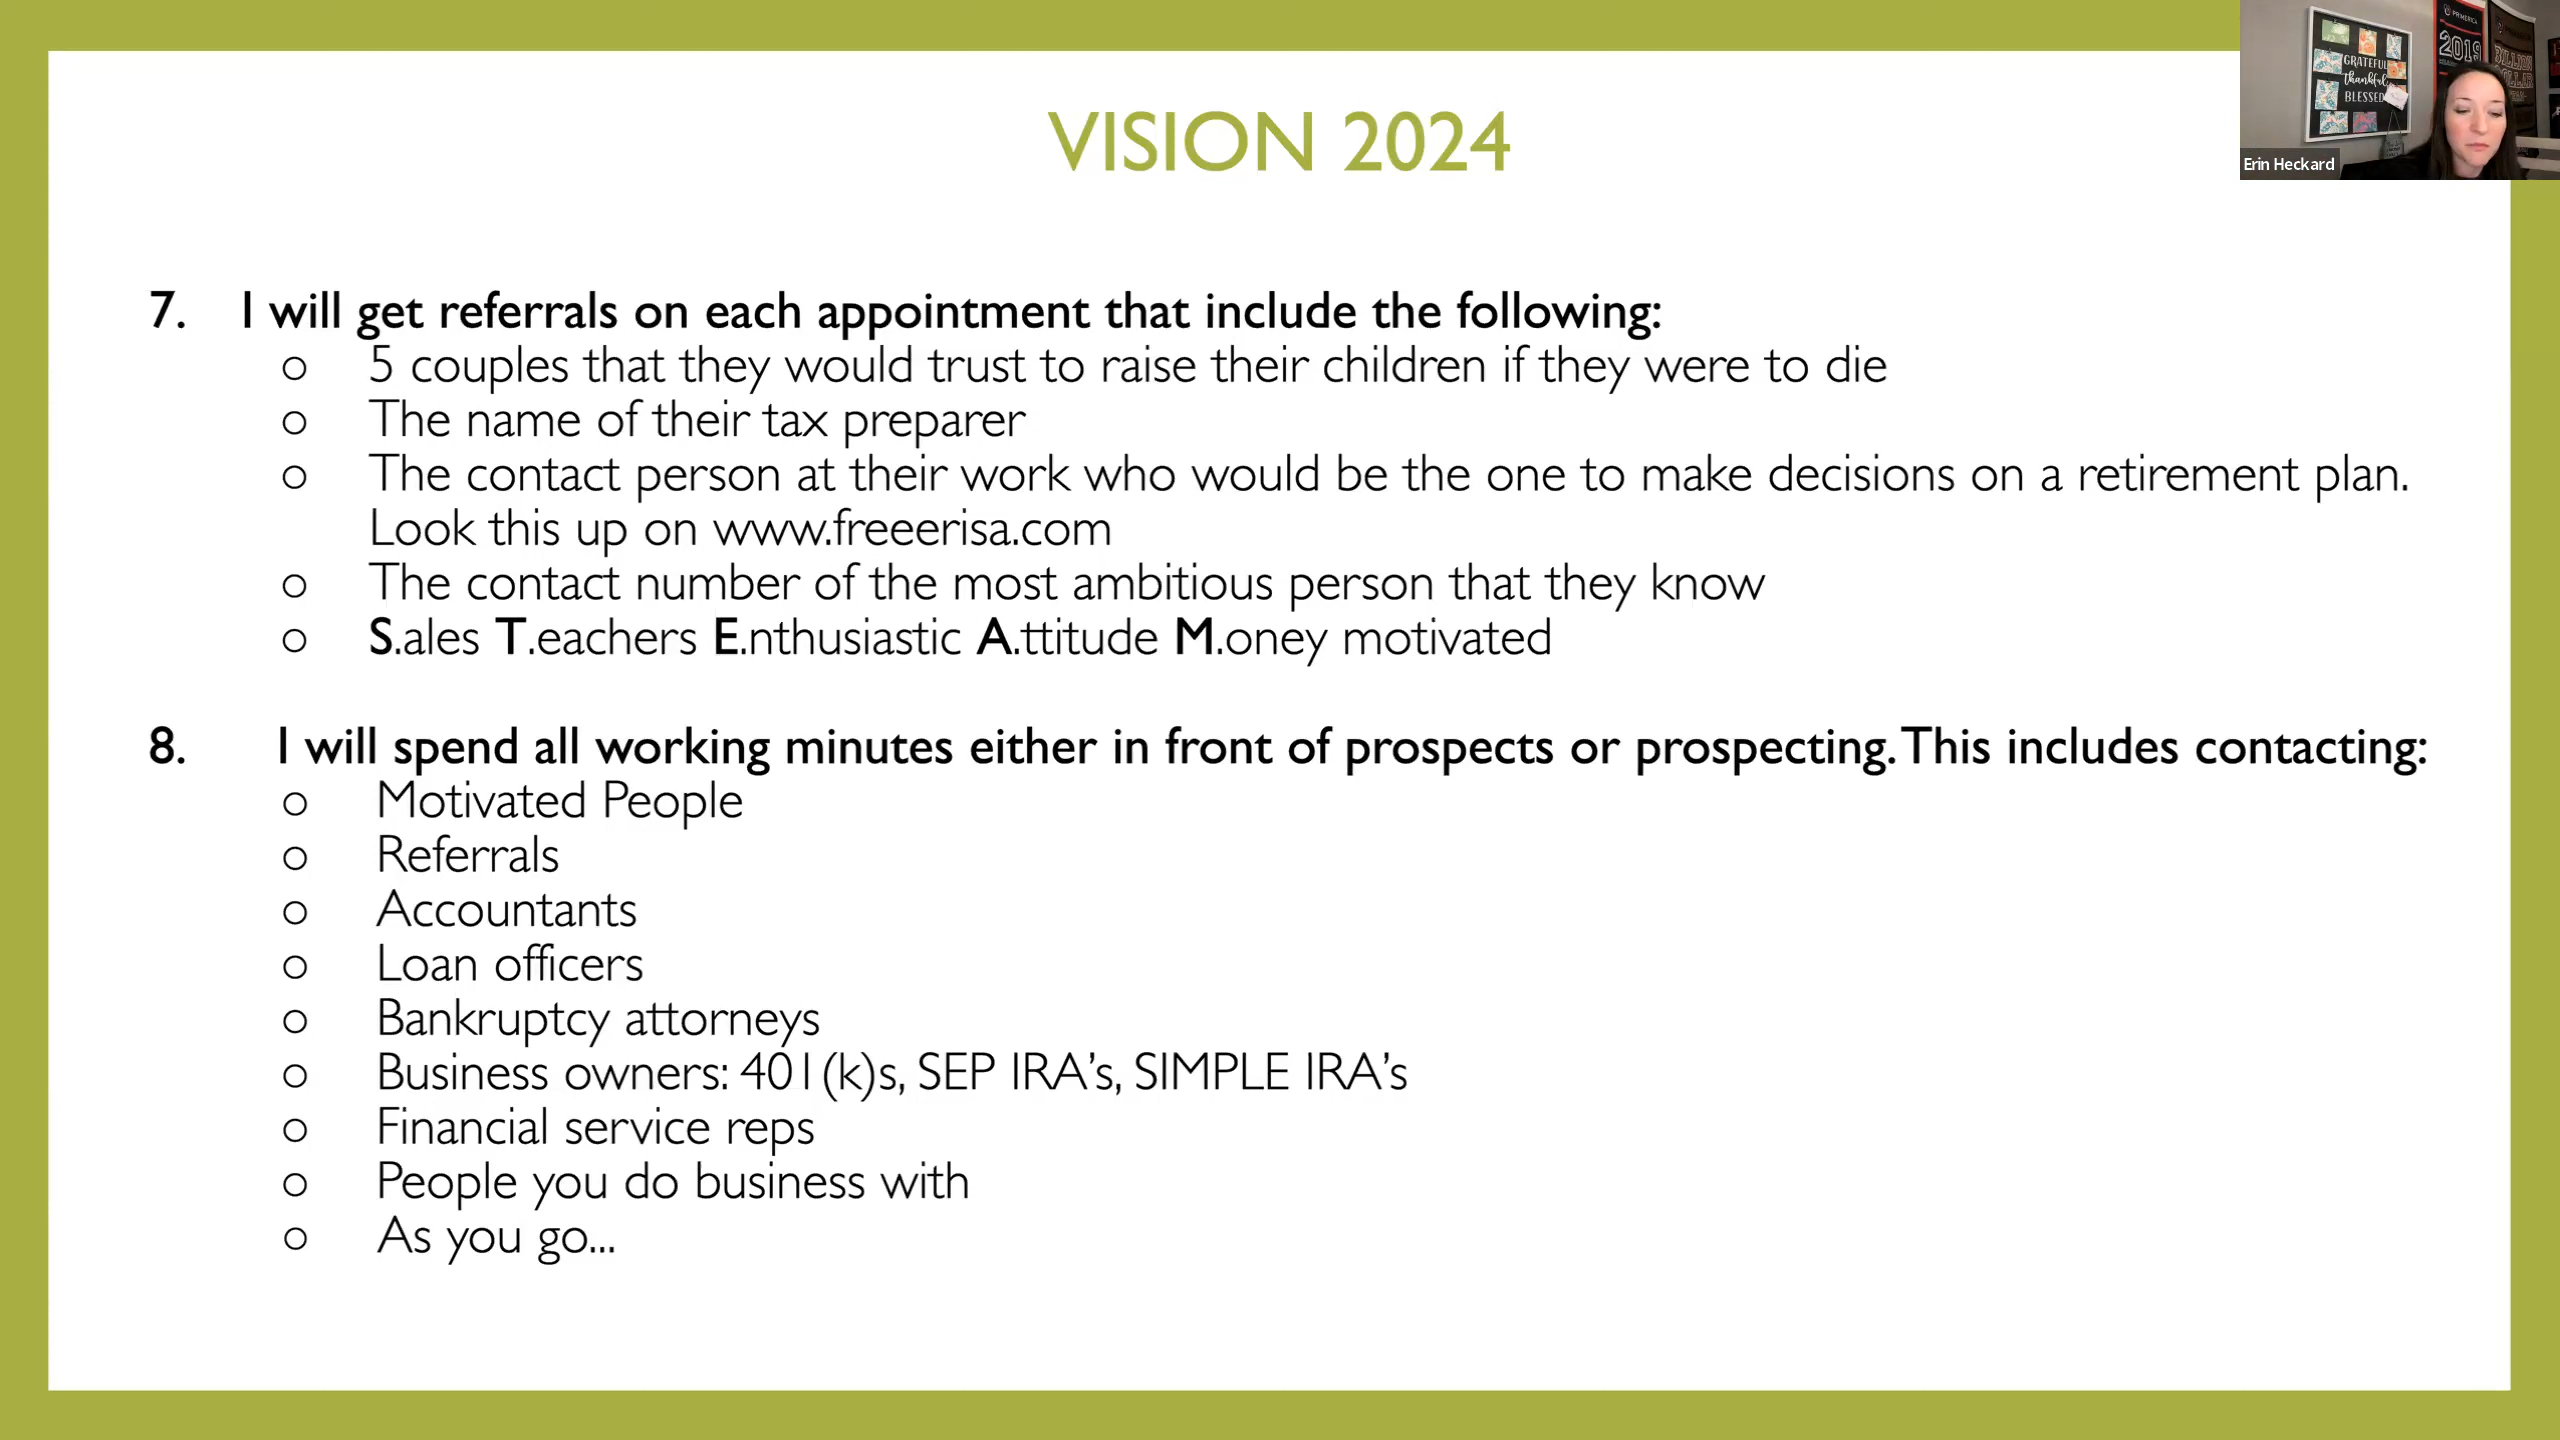 VISION 2024
PRIMERICA
2019
BILLION
DOLLAR
GRATEFUL
thankful
BLESSED
Erin Heckard
7. I will get referrals on each appointment that include the following:
○ 5 couples that they would trust to raise their children if they were to die
○ The name of their tax preparer
○ The contact person at their work who would be the one to make decisions on a retirement plan.
Look this up on www.freeerisa.com
○ The contact number of the most ambitious person that they know
○ S.ales T.eachers E.nthusiastic A.ttitude M.oney motivated
8. I will spend all working minutes either in front of prospects or prospecting. This includes contacting:
○ Motivated People
○ Referrals
○ Accountants
○ Loan officers
○ Bankruptcy attorneys
○ Business owners: 401(k)s, SEP IRA’s, SIMPLE IRA’s
○ Financial service reps
○ People you do business with
○ As you go...